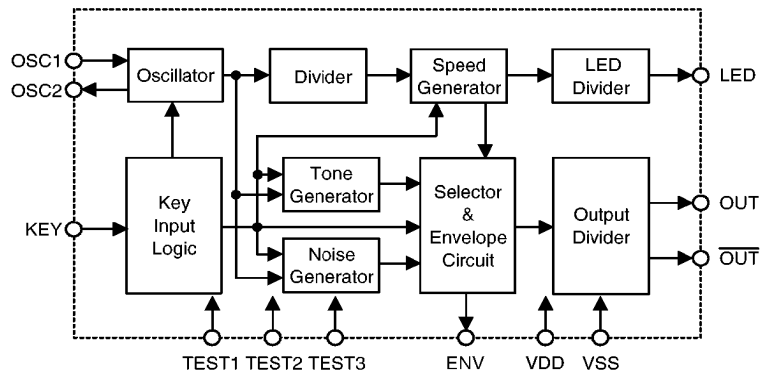 OSC1
OSC2
Oscillator
Divider
Speed
Generator
LED
Divider
LED
KEY
Key
Input
Logic
Tone
Generator
Noise
Generator
Selector
&
Envelope
Circuit
Output
Divider
OUT
OUT
TEST1
TEST2
TEST3
ENV
VDD
VSS